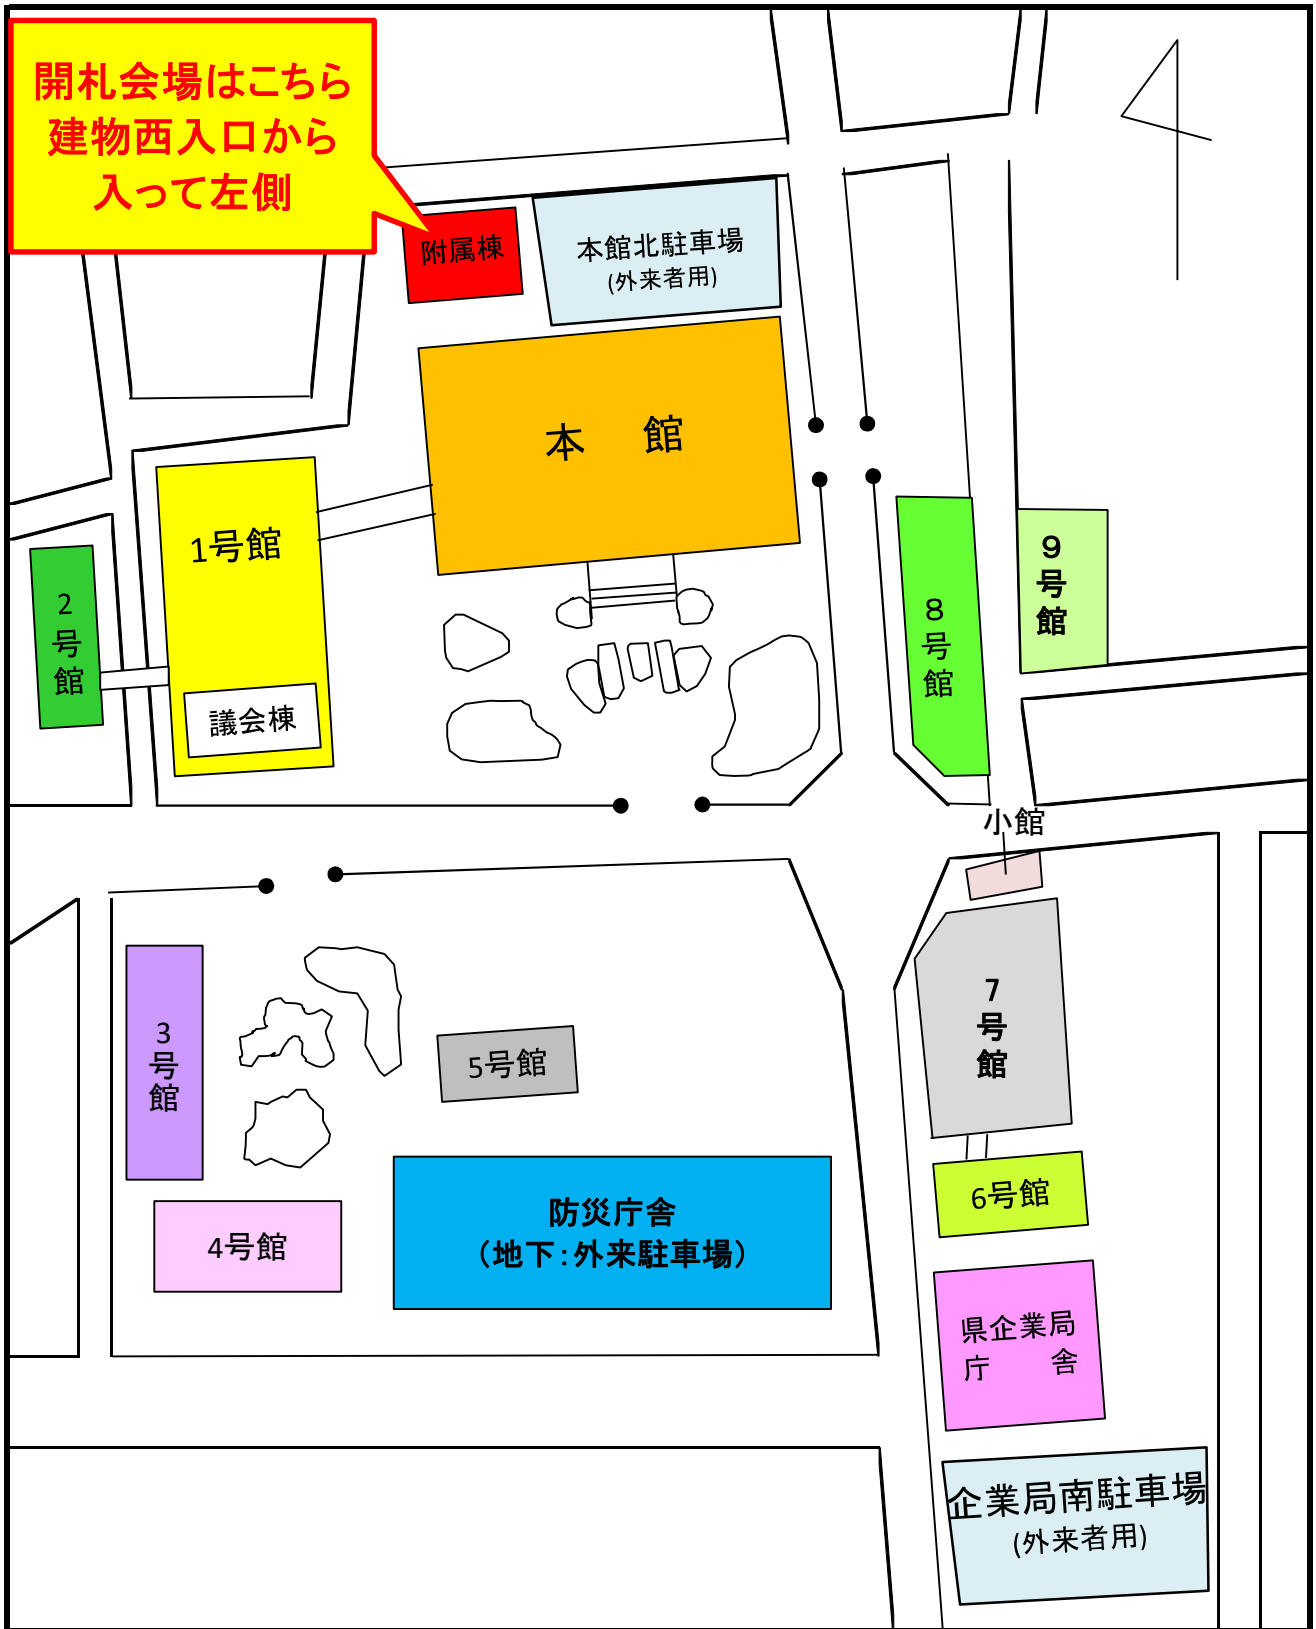 開札会場はこちら
建物西入口から
入って左側
附属棟
本館北駐車場
(外来者用)
本 館
1号館
2号館
議会棟
8号館
9号館
小館
3号館
5号館
7号館
4号館
防災庁舎
(地下:外来駐車場)
6号館
県企業局
庁 舎
企業局南駐車場
(外来者用)